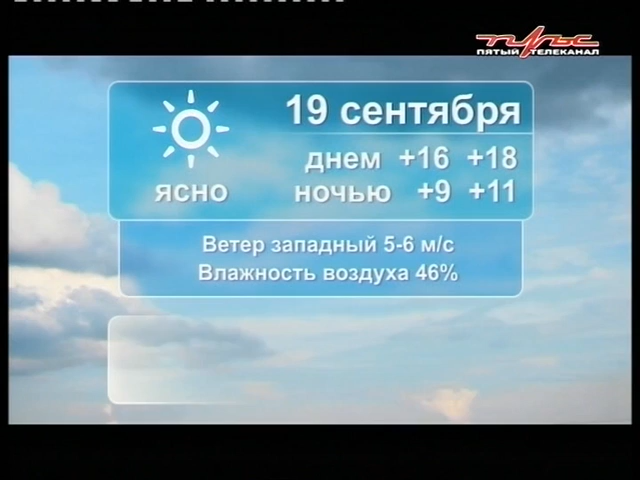 ПУЛЬС
ПЯТЫЙ ТЕЛЕКАНАЛ
19 сентября
ясно
днем +16 +18
ночью +9 +11
Ветер западный 5-6 м/с
Влажность воздуха 46%